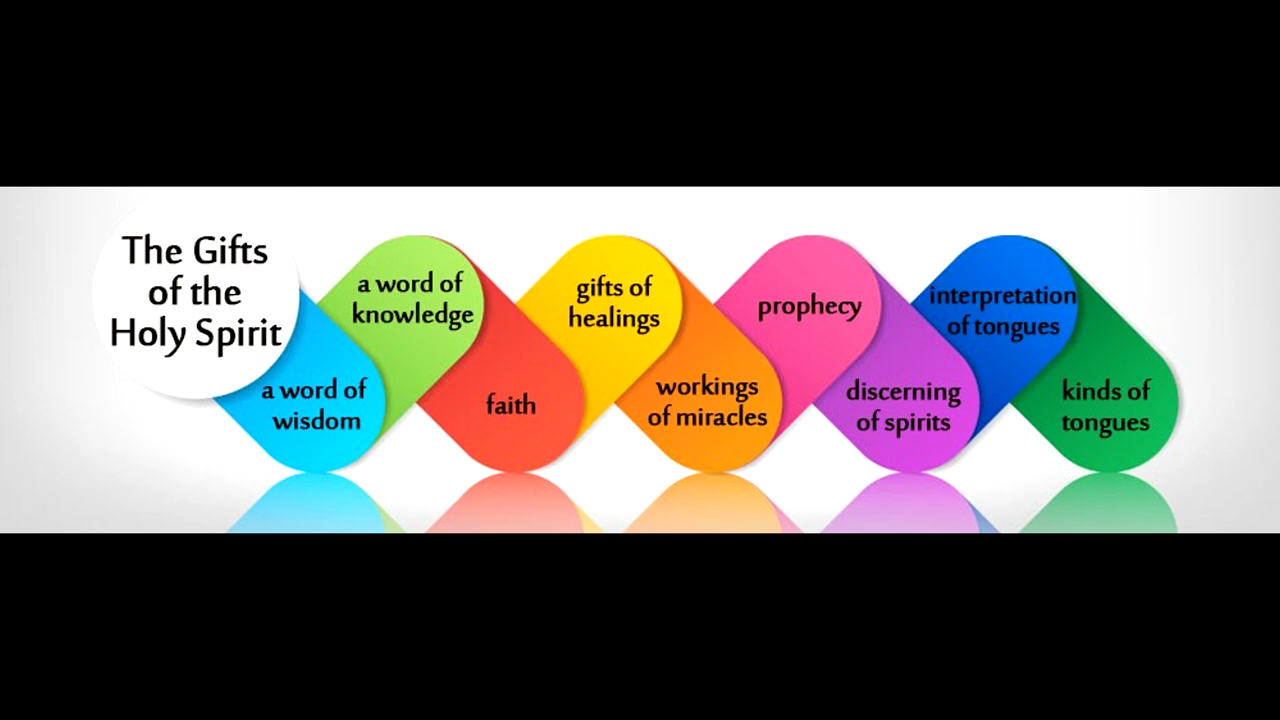 The Gifts
of the
Holy Spirit
a word of
wisdom
a word of
knowledge
faith
gifts of
healings
workings
of miracles
prophecy
discerning
of spirits
interpretation
of tongues
kinds of
tongues